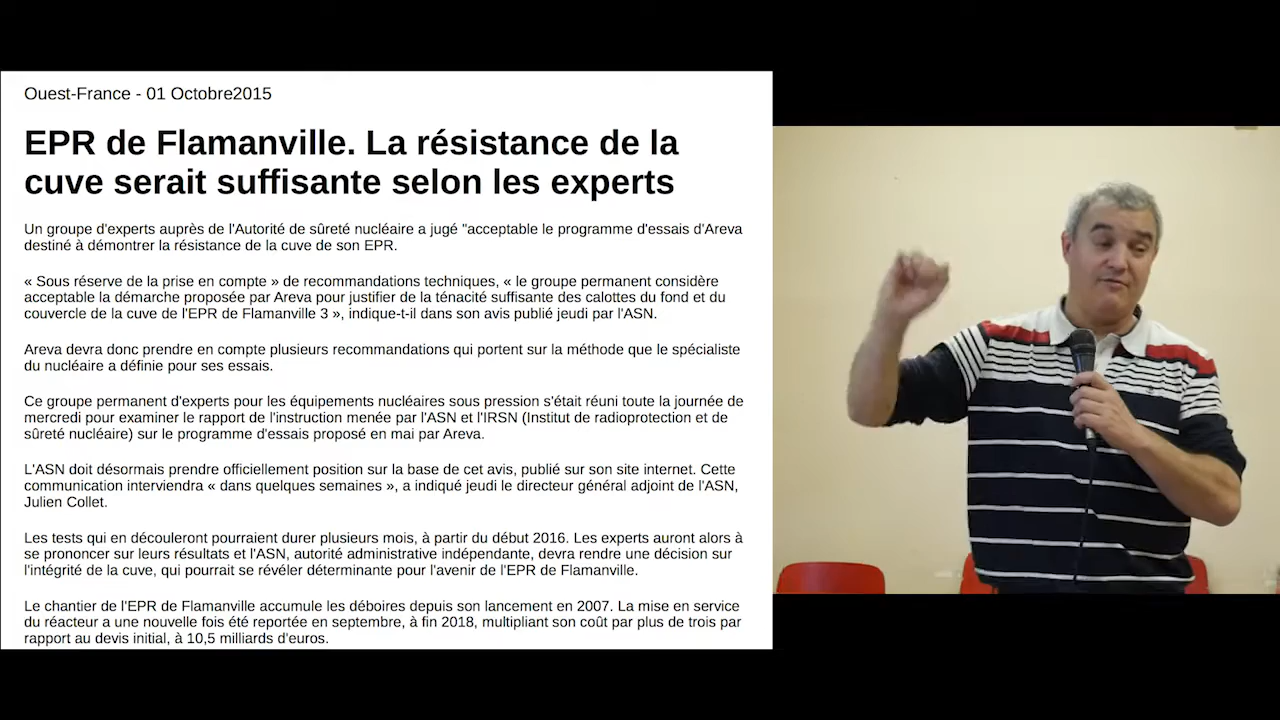 Ouest-France - 01 Octobre2015
EPR de Flamanville. La résistance de la
cuve serait suffisante selon les experts
Un groupe d'experts auprès de l'Autorité de sûreté nucléaire a jugé "acceptable le programme d'essais d'Areva
destiné à démontrer la résistance de la cuve de son EPR.
« Sous réserve de la prise en compte » de recommandations techniques, « le groupe permanent considère
acceptable la démarche proposée par Areva pour justifier de la ténacité suffisante des calottes du fond et du
couvercle de la cuve de l'EPR de Flamanville 3 », indique-t-il dans son avis publié jeudi par l'ASN.
Areva devra donc prendre en compte plusieurs recommandations qui portent sur la méthode que le spécialiste
du nucléaire a définie pour ses essais.
Ce groupe permanent d'experts pour les équipements nucléaires sous pression s'était réuni toute la journée de
mercredi pour examiner le rapport de l'instruction menée par l'ASN et l'IRSN (Institut de radioprotection et de
sûreté nucléaire) sur le programme d'essais proposé en mai par Areva.
L'ASN doit désormais prendre officiellement position sur la base de cet avis, publié sur son site internet. Cette
communication interviendra « dans quelques semaines », a indiqué jeudi le directeur général adjoint de l'ASN,
Julien Collet.
Les tests qui en découleront pourraient durer plusieurs mois, à partir du début 2016. Les experts auront alors à
se prononcer sur leurs résultats et l'ASN, autorité administrative indépendante, devra rendre une décision sur
l'intégrité de la cuve, qui pourrait se révéler déterminante pour l'avenir de l'EPR de Flamanville.
Le chantier de l'EPR de Flamanville accumule les déboires depuis son lancement en 2007. La mise en service
du réacteur a une nouvelle fois été reportée en septembre, à fin 2018, multipliant son coût par plus de trois par
rapport au devis initial, à 10,5 milliards d'euros.